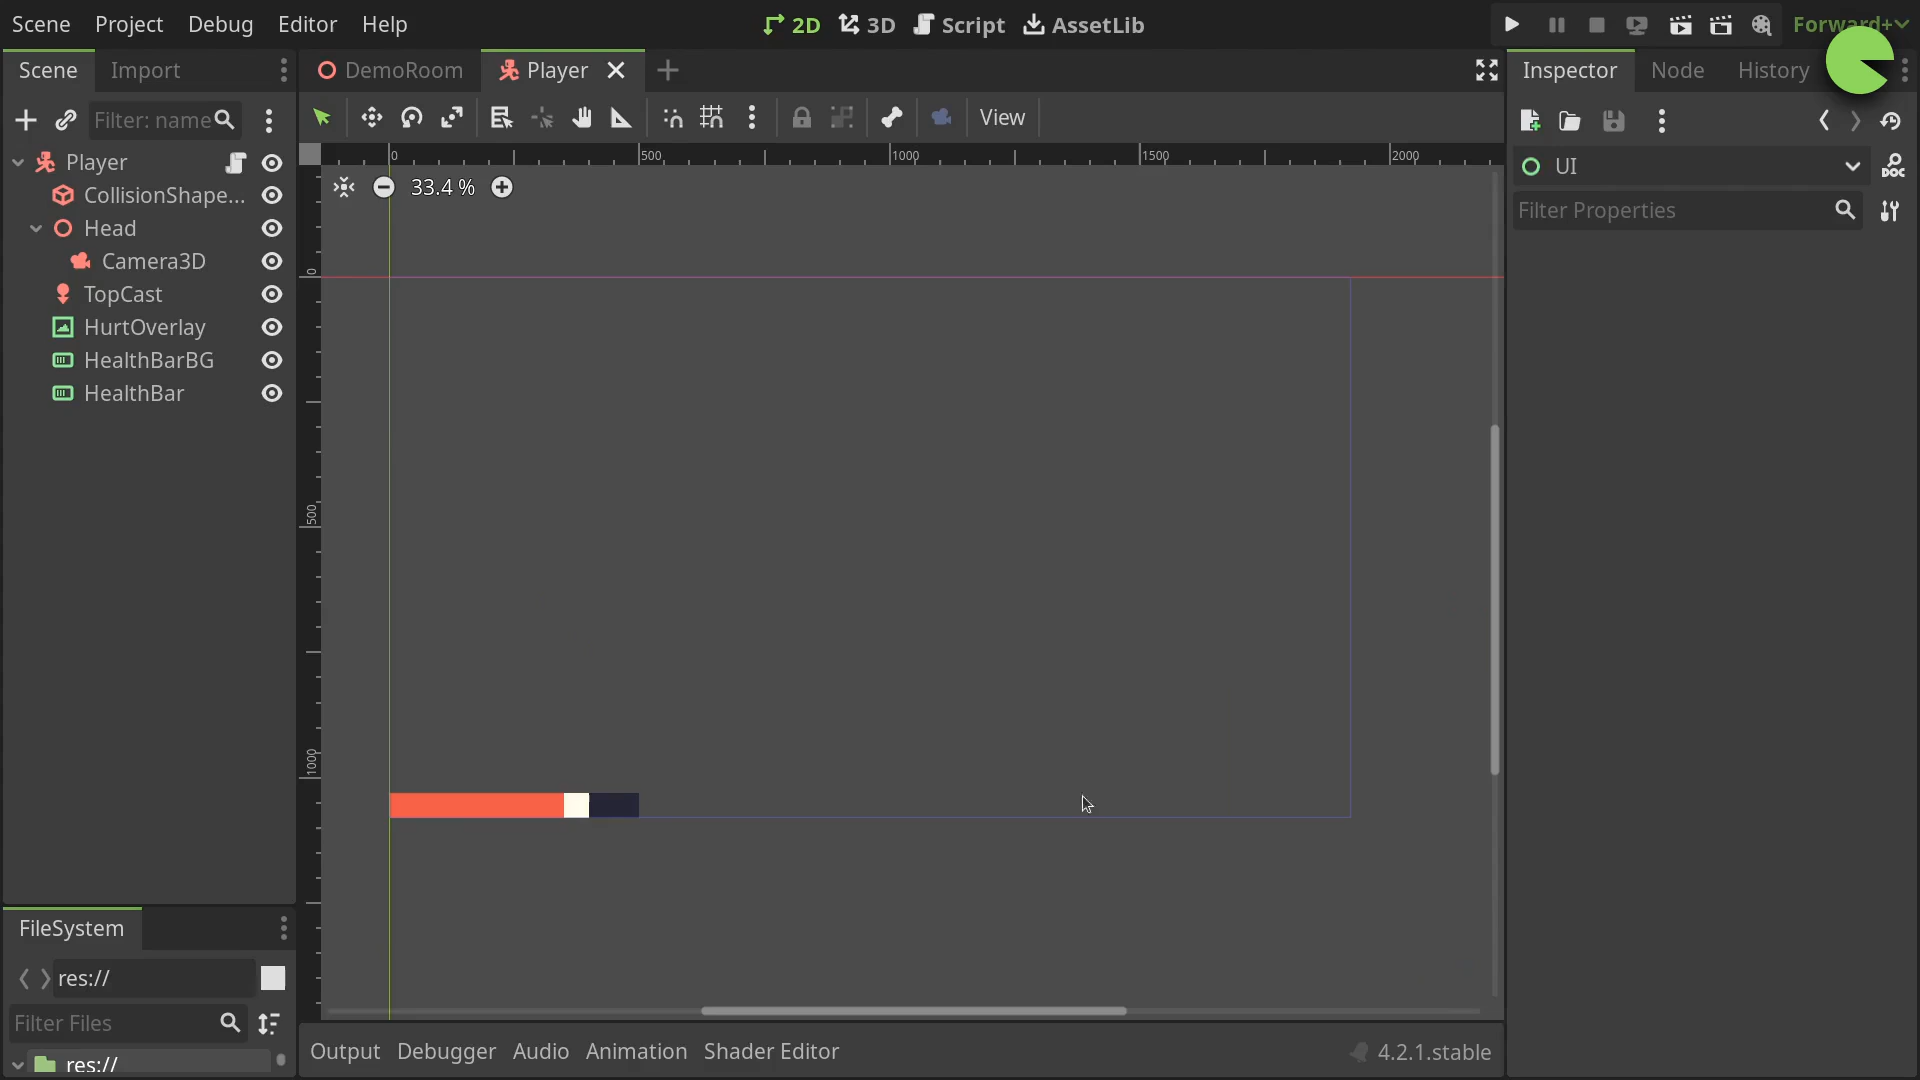 Scene Project Debug Editor Help
2D 3D Script AssetLib
Forward+
Scene Import
DemoRoom Player
Inspector Node History
Filter: name
View
Player
CollisionShape...
Head
Camera3D
TopCast
HurtOverlay
HealthBarBG
HealthBar
0 500 1000 1500 2000
33.4 %
0
500
1000
UI
DOC
Filter Properties
FileSystem
res://
Filter Files
res://
Output Debugger Audio Animation Shader Editor
4.2.1.stable